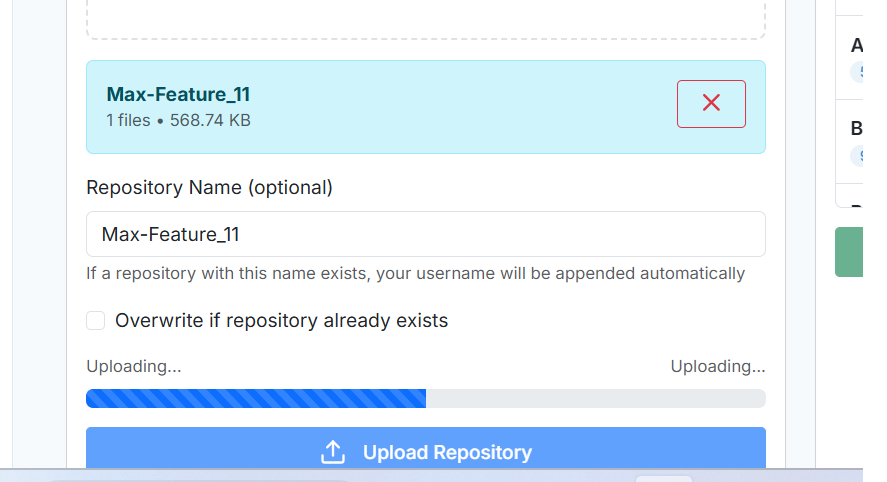 Max-Feature_11
1 files • 568.74 KB
Repository Name (optional)
Max-Feature_11
If a repository with this name exists, your username will be appended automatically
Overwrite if repository already exists
Uploading... Uploading...
Upload Repository
A
B